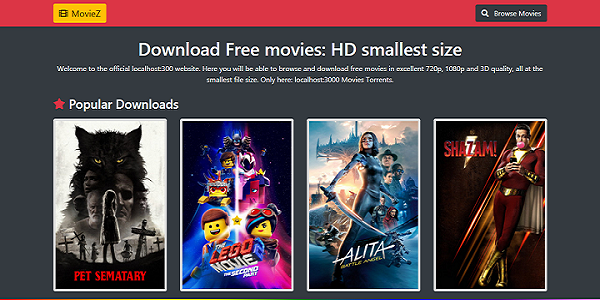 MovieZ
Browse Movies
Download Free movies: HD smallest size
Welcome to the official localhost:300 website. Here you will be able to browse and download free movies in excellent 720p, 1080p and 3D quality, all at the
smallest file size. Only here: localhost:3000 Movies Torrents.
Popular Downloads
PET SEMATARY
THE
LEGO
MOVIE
THE SECOND
PART
ALITA
BATTLE ANGEL
SHAZAM!